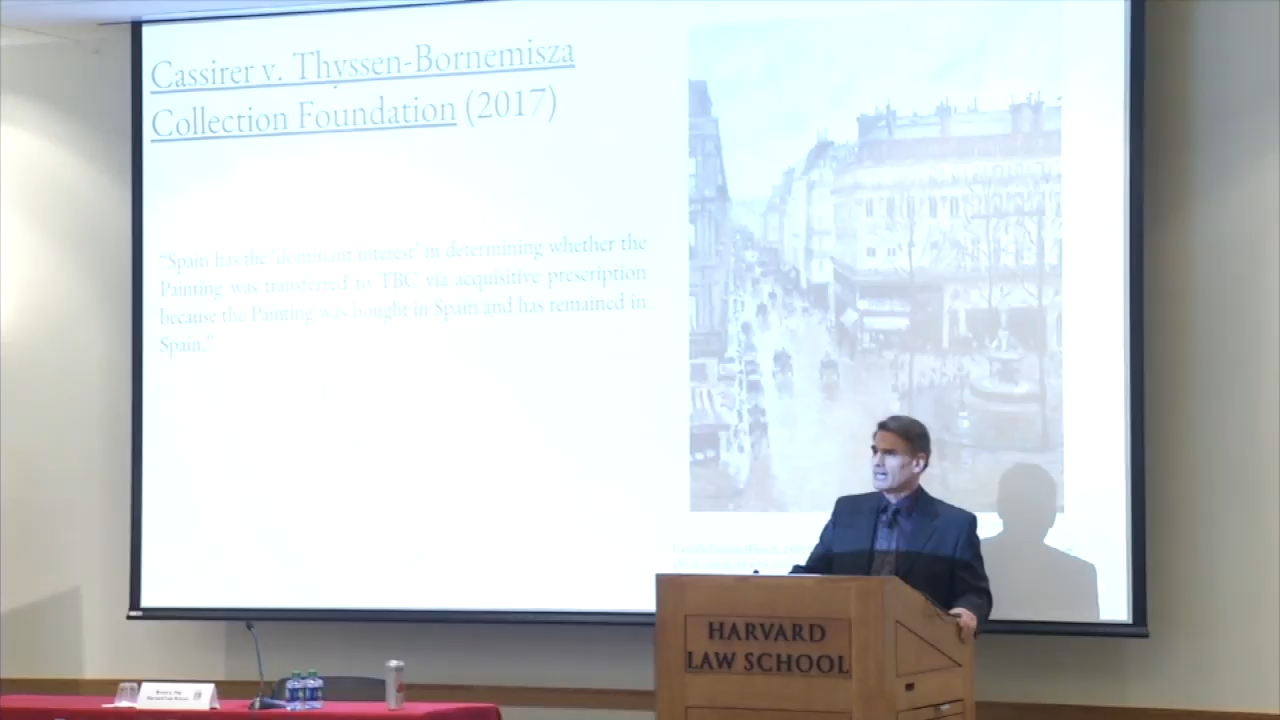 Cassirer v. Thyssen-Bornemisza
Collection Foundation (2017)
“Spain has the 'dominant interest' in determining whether the
Painting was transferred to TBC via acquisitive prescription
because the Painting was bought in Spain and has remained in
Spain.”
HARVARD
LAW SCHOOL